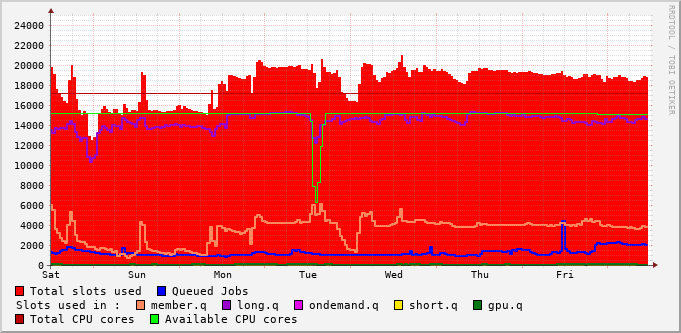 24000
22000
20000
18000
16000
14000
12000
10000
8000
6000
4000
2000
0
Sat Sun Mon Tue Wed Thu Fri
Total slots used Queued Jobs
Slots used in : member.q long.q ondemand.q short.q gpu.q
Total CPU cores Available CPU cores
RRDTOOL / TOBI OETIKER